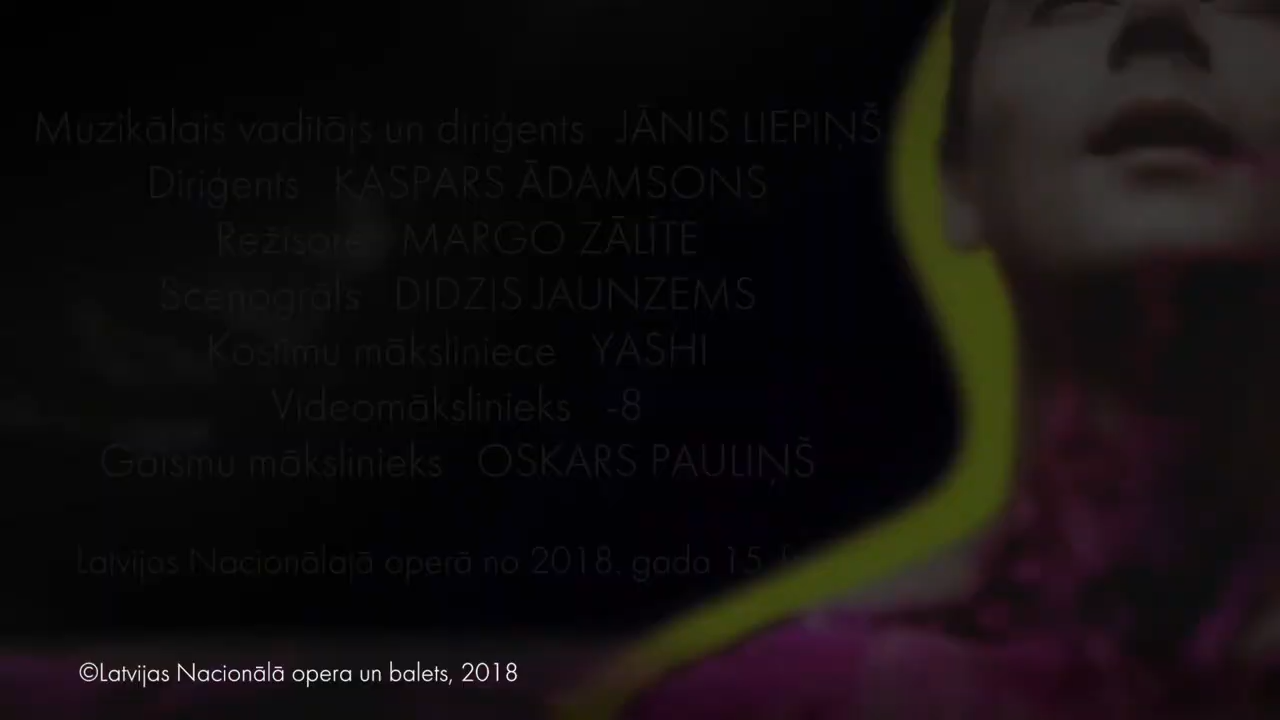 Muzikālais vadītājs un diriģents JĀNIS LIEPIŅŠ
Diriģents KASPARS ĀDAMSONS
Režisore MARGO ZĀLĪTE
Scenogrāfs DIDZIS JAUNZEMS
Kostīmu māksliniece YASHI
Videomākslinieks -8
Gaismu mākslinieks OSKARS PAULIŅŠ
Latvijas Nacionālajā operā no 2018. gada 15.
©Latvijas Nacionālā opera un balets, 2018